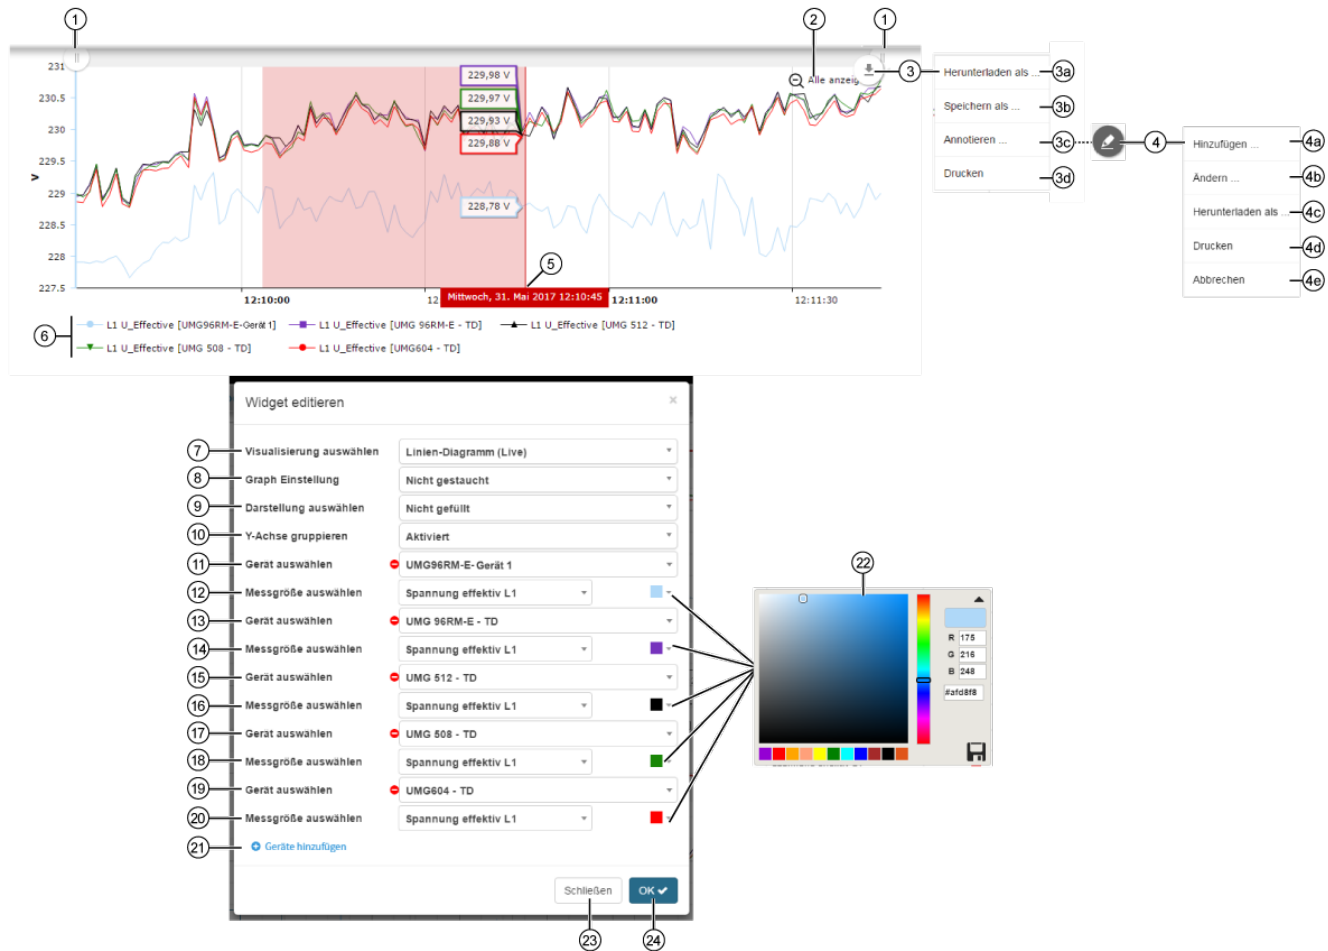 1
2
1
231
230.5
230
229.5
229
228.5
228
227.5
V
229,98 V
229,97 V
229,93 V
229,88 V
228,78 V
Alle anzeig
3
Herunterladen als ...
3a
Speichern als ...
3b
Annotieren ...
3c
Drucken
3d
4
Hinzufügen ...
4a
Ändern ...
4b
Herunterladen als ...
4c
Drucken
4d
Abbrechen
4e
5
12:10:00
12
Mittwoch, 31. Mai 2017 12:10:45
12:11:00
12:11:30
6
L1 U_Effective [UMG96RM-E-Gerät 1]
L1 U_Effective [UMG 96RM-E - TD]
L1 U_Effective [UMG 512 - TD]
L1 U_Effective [UMG 508 - TD]
L1 U_Effective [UMG604 - TD]
Widget editieren
×
7 Visualisierung auswählen Linien-Diagramm (Live)
8 Graph Einstellung Nicht gestaucht
9 Darstellung auswählen Nicht gefüllt
10 Y-Achse gruppieren Aktiviert
11 Gerät auswählen UMG96RM-E-Gerät 1
12 Messgröße auswählen Spannung effektiv L1
13 Gerät auswählen UMG 96RM-E - TD
14 Messgröße auswählen Spannung effektiv L1
15 Gerät auswählen UMG 512 - TD
16 Messgröße auswählen Spannung effektiv L1
17 Gerät auswählen UMG 508 - TD
18 Messgröße auswählen Spannung effektiv L1
19 Gerät auswählen UMG604 - TD
20 Messgröße auswählen Spannung effektiv L1
21 Geräte hinzufügen
Schließen
OK
23
24
22
R 175
G 216
B 248
#afd8f8